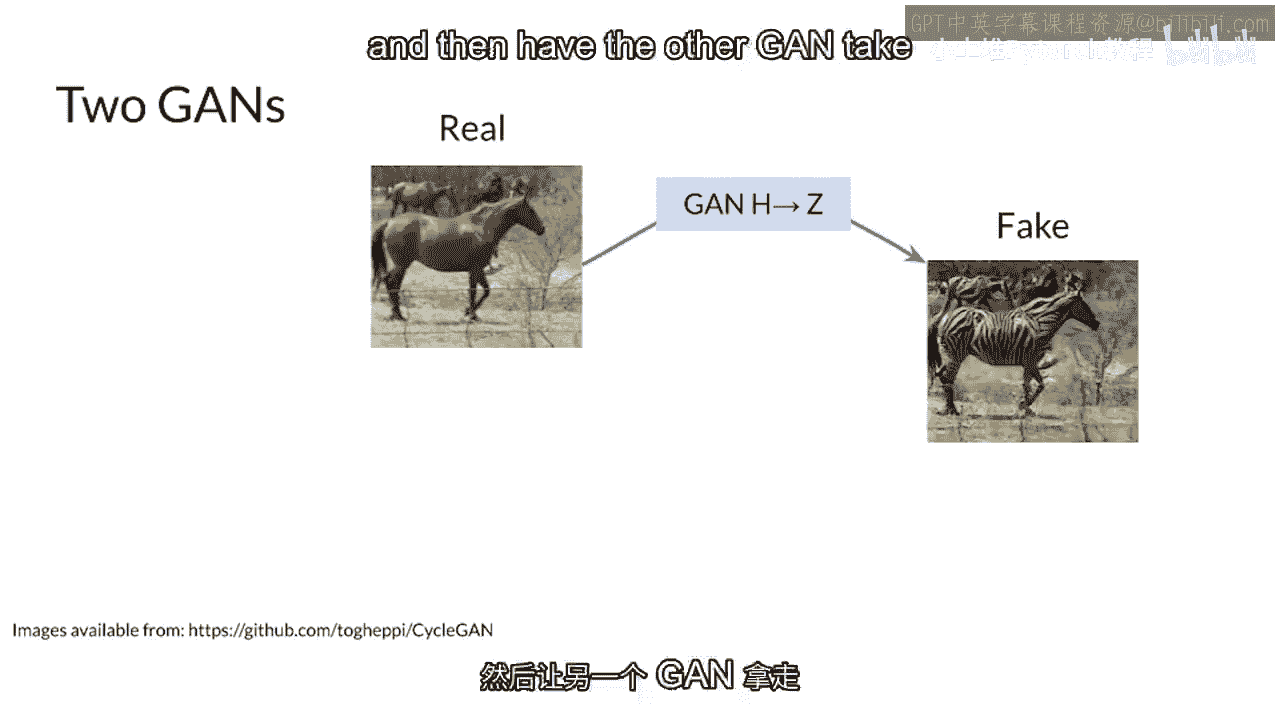 GPT中英字幕课程资源@bilibili.com
and then have the other GAN take
Two GANs
Real
GAN H→ Z
Fake
Images available from: https://github.com/togheppi/CycleGAN
然后让另一个 GAN 拿走